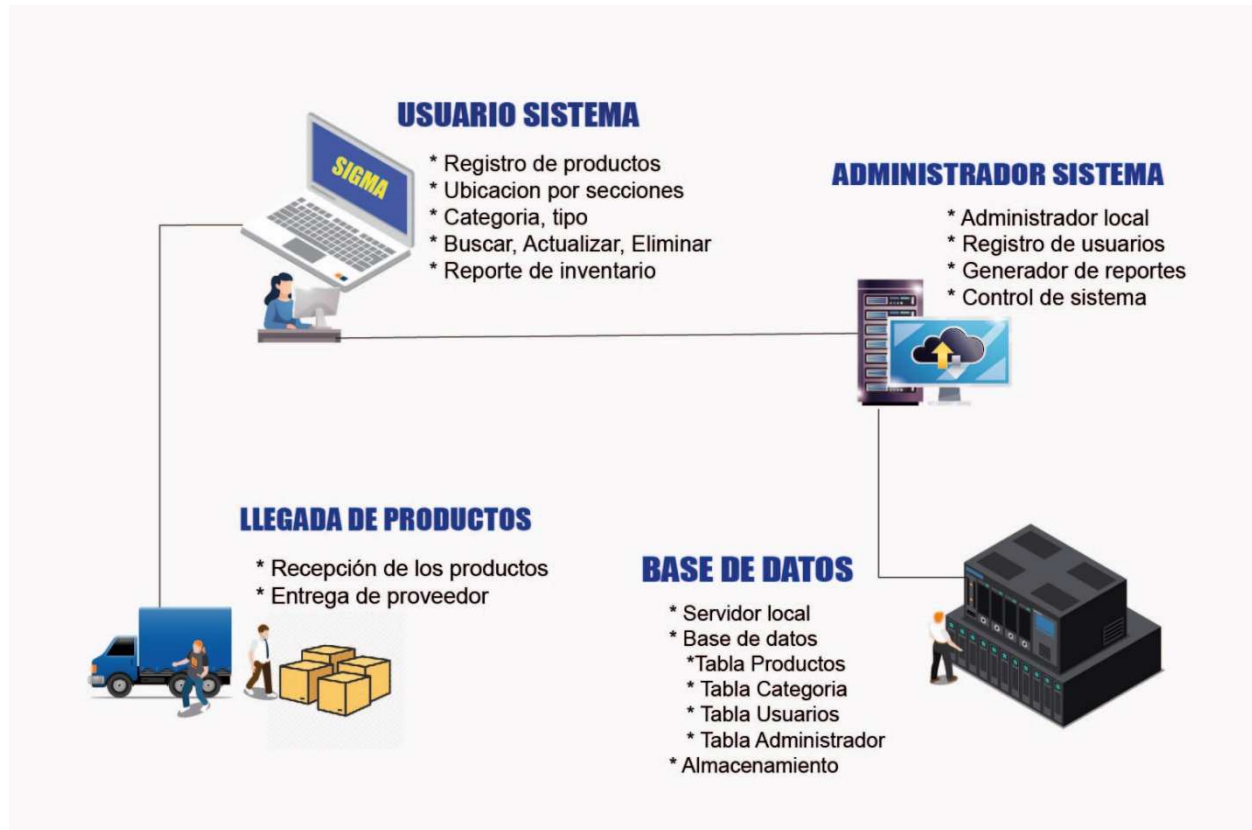 USUARIO SISTEMA
SIGMA
* Registro de productos
* Ubicacion por secciones
* Categoria, tipo
* Buscar, Actualizar, Eliminar
* Reporte de inventario
ADMINISTRADOR SISTEMA
* Administrador local
* Registro de usuarios
* Generador de reportes
* Control de sistema
LLEGADA DE PRODUCTOS
* Recepción de los productos
* Entrega de proveedor
BASE DE DATOS
* Servidor local
* Base de datos
*Tabla Productos
* Tabla Categoria
* Tabla Usuarios
* Tabla Administrador
* Almacenamiento